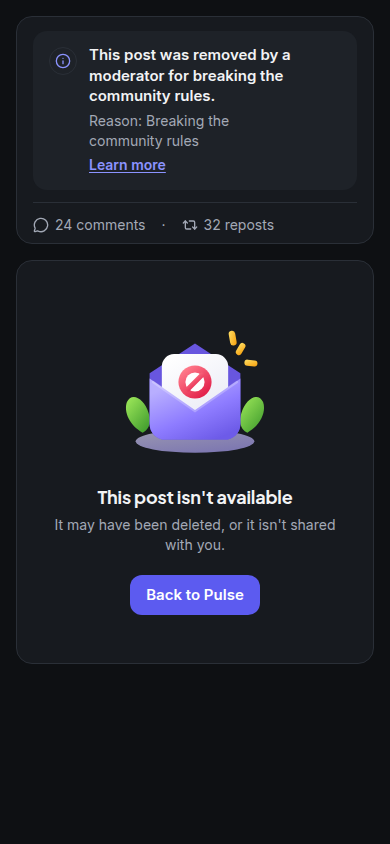 This post was removed by a
moderator for breaking the
community rules.
Reason: Breaking the
community rules
Learn more
24 comments · 32 reposts
This post isn't available
It may have been deleted, or it isn't shared
with you.
Back to Pulse